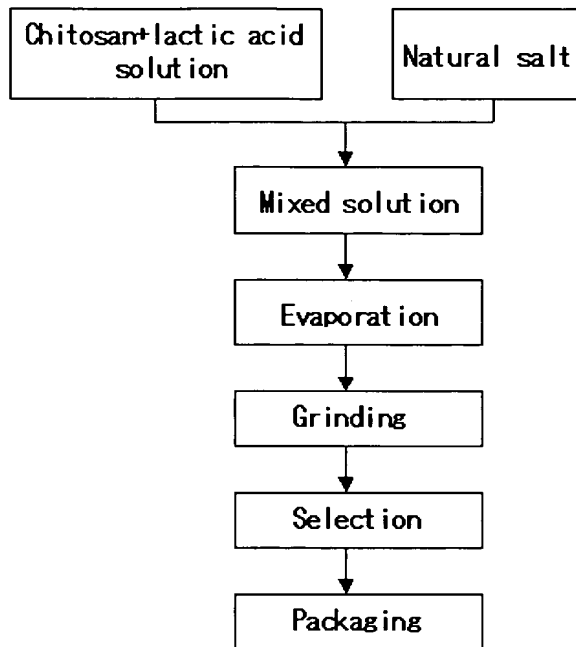 Chitosan+lactic acid
solution
Natural salt
Mixed solution
Evaporation
Grinding
Selection
Packaging